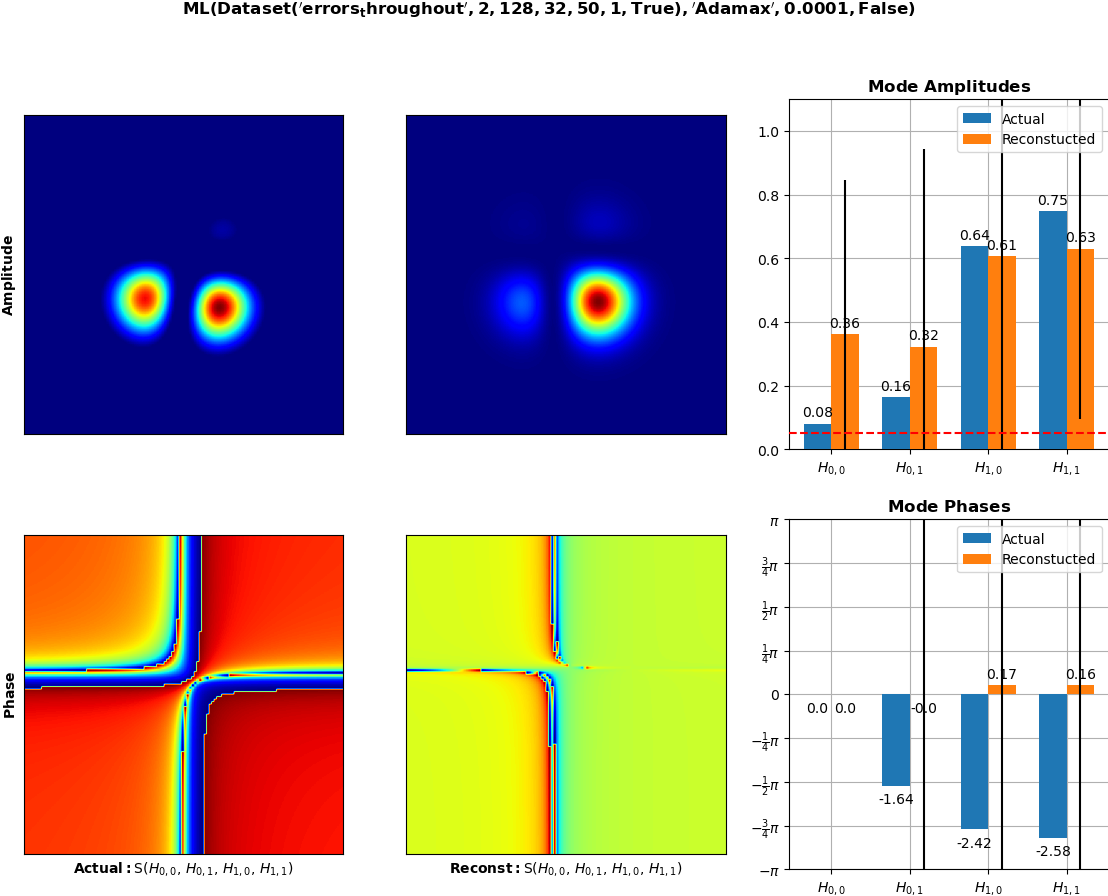 ML(Dataset('errors_throughout', 2, 128, 32, 50, 1, True), 'Adamax', 0.0001, False)
Amplitude
Mode Amplitudes
Actual
Reconstucted
1.0
0.8
0.6
0.4
0.2
0.0
0.08
0.36
0.16
0.32
0.64
0.61
0.75
0.63
H0,0
H0,1
H1,0
H1,1
Phase
Mode Phases
Actual
Reconstucted
π
3/4π
1/2π
1/4π
0
−1/4π
−1/2π
−3/4π
−π
0.0
0.0
-1.64
-0.0
-2.42
0.17
-2.58
0.16
H0,0
H0,1
H1,0
H1,1
Actual: S(H0,0, H0,1, H1,0, H1,1)
Reconst: S(H0,0, H0,1, H1,0, H1,1)